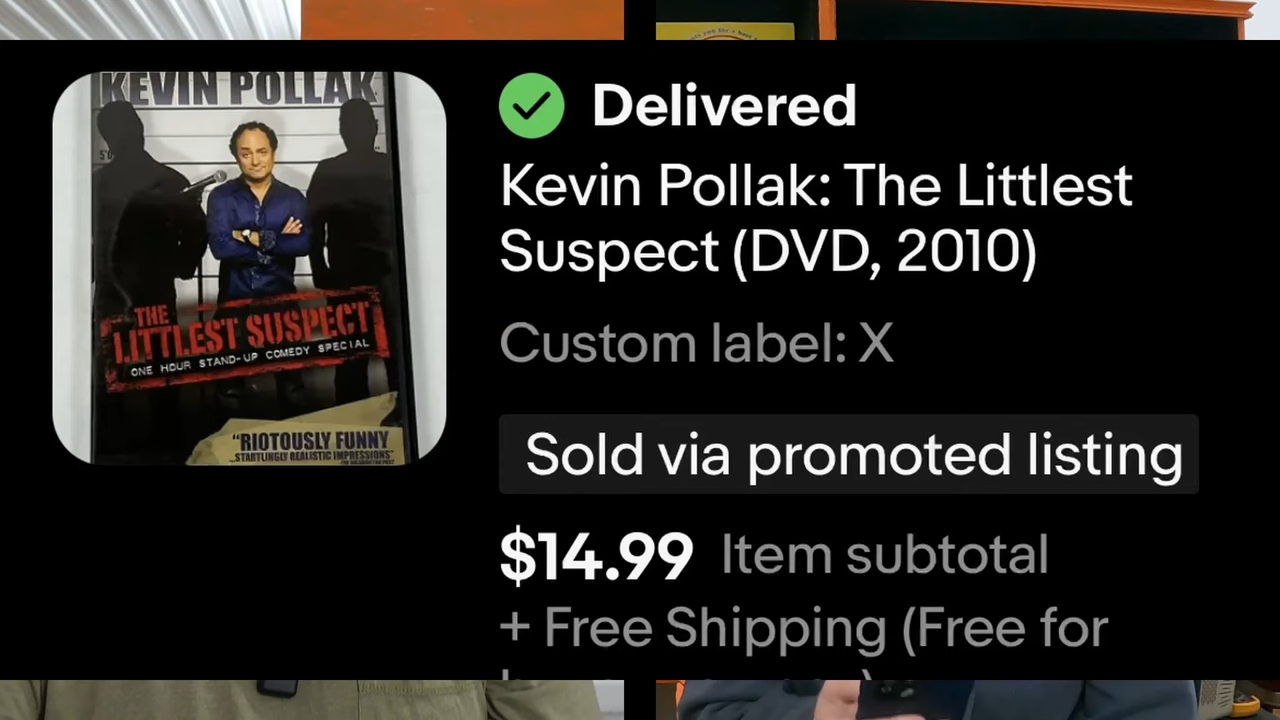 KEVIN POLLAK
THE
LITTLEST SUSPECT
ONE HOUR STAND-UP COMEDY SPECIAL
"RIOTOUSLY FUNNY
STARTLINGLY REALISTIC IMPRESSIONS"
Delivered
Kevin Pollak: The Littlest
Suspect (DVD, 2010)
Custom label: X
Sold via promoted listing
$14.99 Item subtotal
+ Free Shipping (Free for